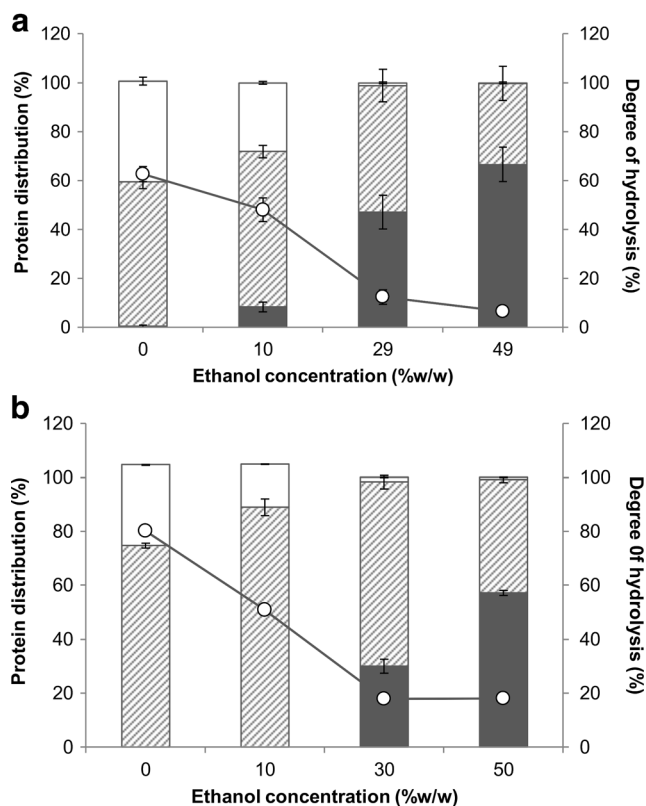 a
120
100
80
60
40
20
0
Protein distribution (%)
120
100
80
60
40
20
0
Degree of hydrolysis (%)
0 10 29 49
Ethanol concentration (%w/w)
b
120
100
80
60
40
20
0
Protein distribution (%)
120
100
80
60
40
20
0
Degree 0f hydrolysis (%)
0 10 30 50
Ethanol concentration (%w/w)